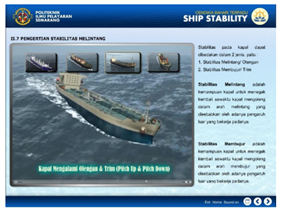 POLITEKNIK
ILMU PELAYARAN
SEMARANG
CENDIKIA BAHARI TERPADU
SHIP STABILITY
II.7 PENGERTIAN STABILITAS MELINTANG
Stabilitas pada kapal dapat
dibedakan dalam 2 jenis, yaitu:
1. Stabilitas Melintang/ Olengan
2. Stabilitas Membujur/ Trim
Stabilitas Melintang adalah
kemampuan kapal untuk menegak
kembali sewaktu kapal mengoleng
dalam arah melintang yang
disebabkan oleh adanya pengaruh
luar yang bekerja padanya.
Stabilitas Membujur adalah
kemampuan kapal untuk menegak
kembali sewaktu kapal mengoleng
dalam arah membujur yang
disebabkan oleh adanya pengaruh
luar yang bekerja padanya.
Kapal Mengalami Olengan & Trim (Pitch Up & Pitch Down)
Exit Home